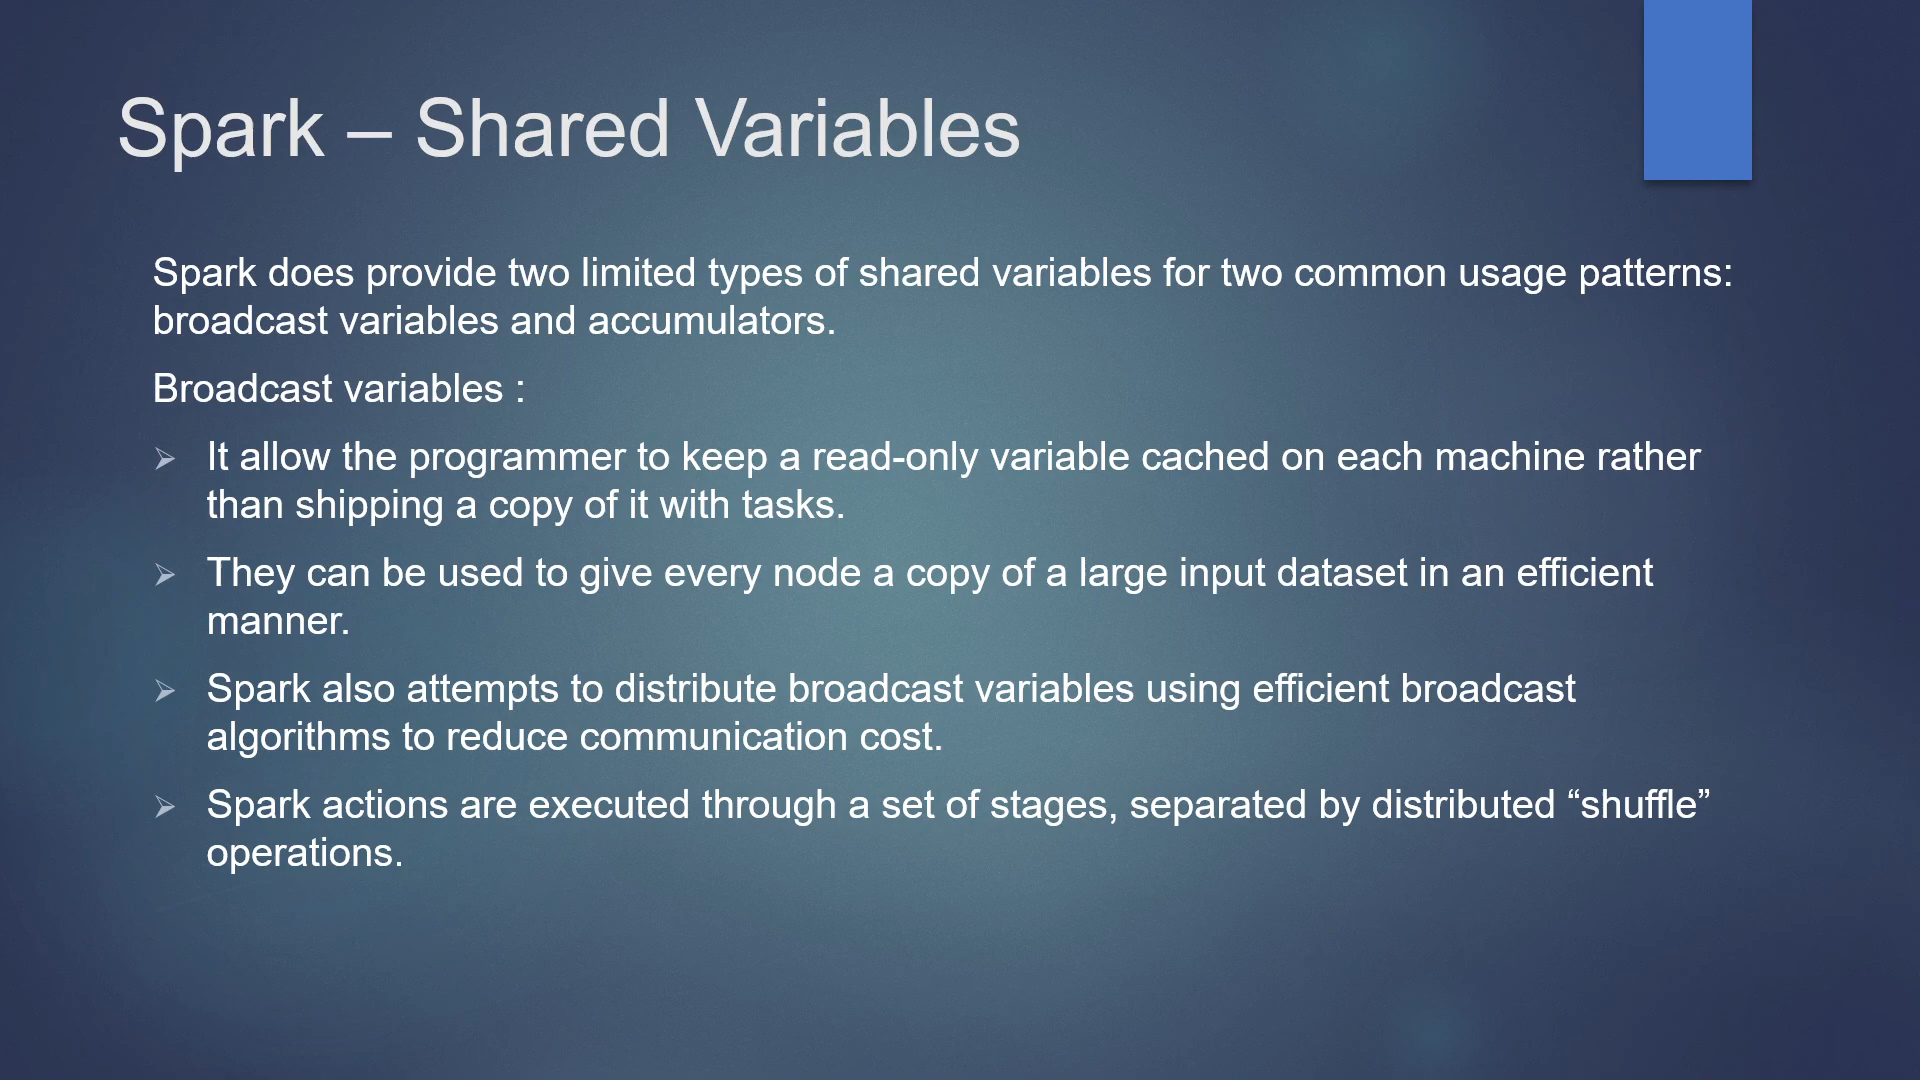 Spark – Shared Variables
Spark does provide two limited types of shared variables for two common usage patterns:
broadcast variables and accumulators.
Broadcast variables :
It allow the programmer to keep a read-only variable cached on each machine rather
than shipping a copy of it with tasks.
They can be used to give every node a copy of a large input dataset in an efficient
manner.
Spark also attempts to distribute broadcast variables using efficient broadcast
algorithms to reduce communication cost.
Spark actions are executed through a set of stages, separated by distributed “shuffle”
operations.